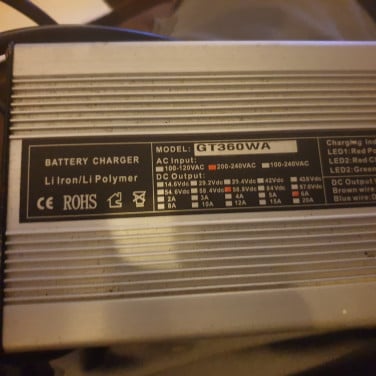 BATTERY CHARGER
Li Iron/Li Polymer
CE ROHS
MODEL: GT360WA
AC Input:
100-120VAC 200-240VAC 100-240VAC
DC Output:
14.6Vdc 29.2Vdc 29.4Vdc 42Vdc 43.8Vdc
54.6Vdc 58.4Vdc 58.8Vdc 84Vdc 87.6Vdc
2A 3A 4A 5A 6A
8A 10A 12A 15A 20A
Charging Ind
LED1: Red Po
LED2: Red C
LED2: Green
DC Output
Brown wire:
Blue wire: